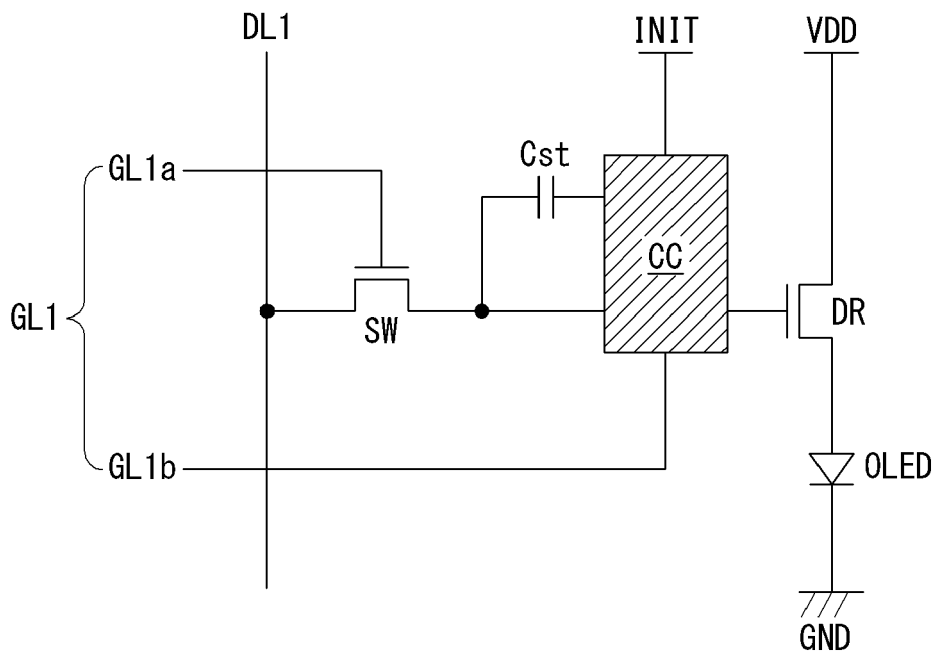 DL1
INIT
VDD
GL1a
Cst
CC
GL1
SW
DR
GL1b
OLED
GND